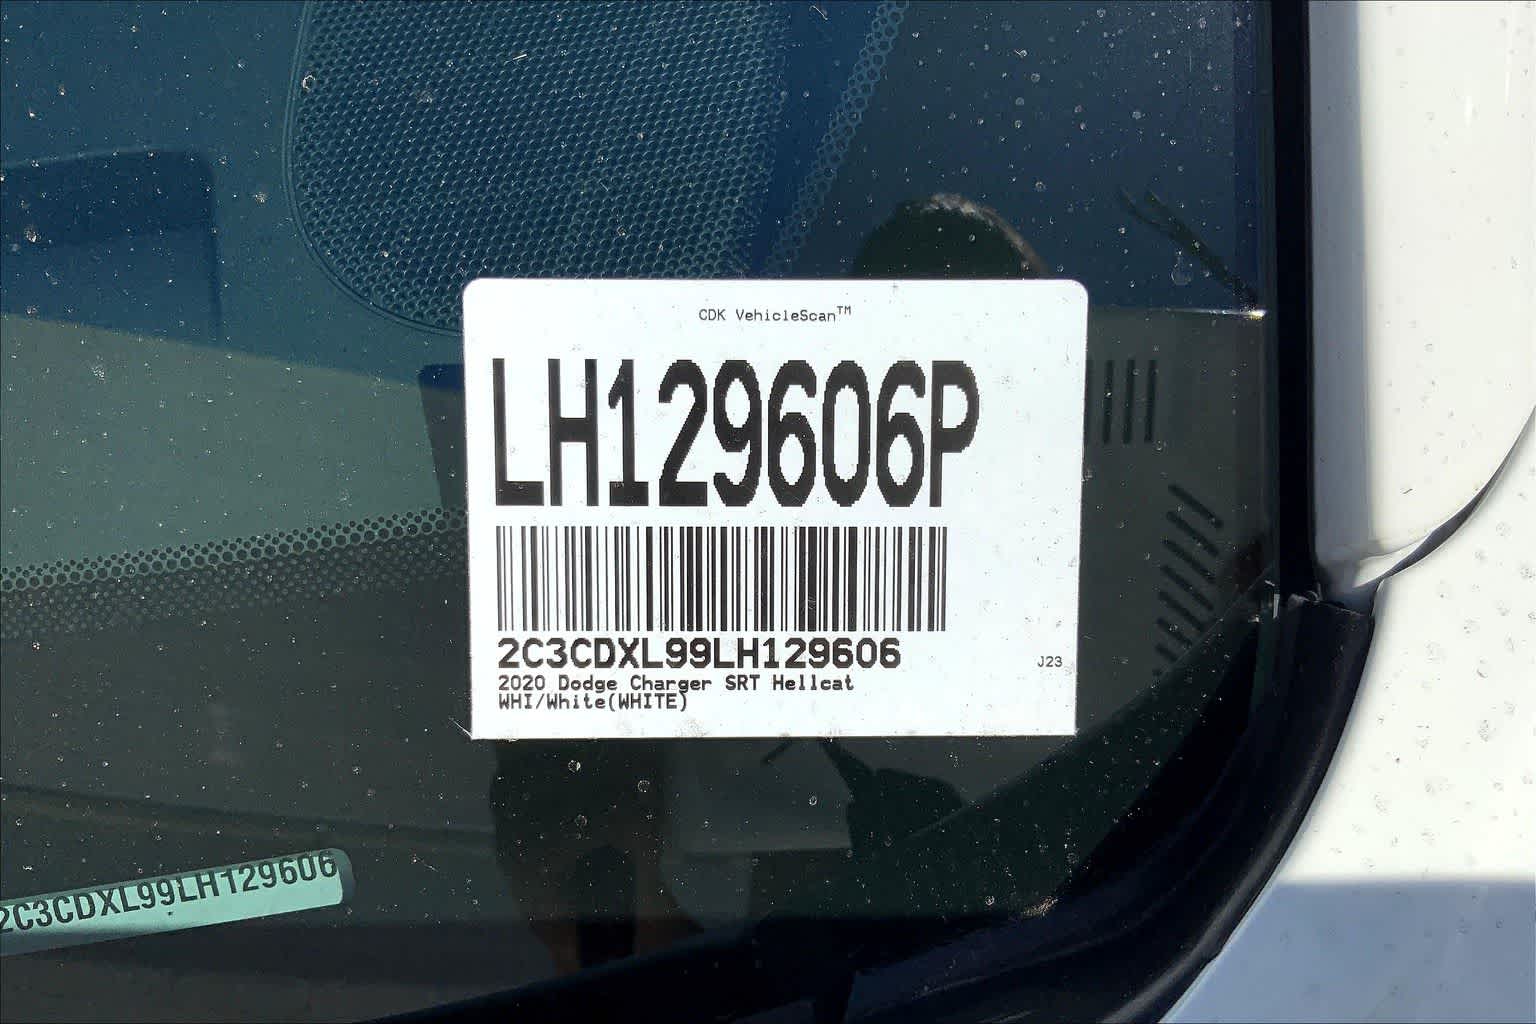 CDK VehicleScan™
LH129606P
2C3CDXL99LH129606
J23
2020 Dodge Charger SRT Hellcat
WHI/White(WHITE)
2C3CDXL99LH129606